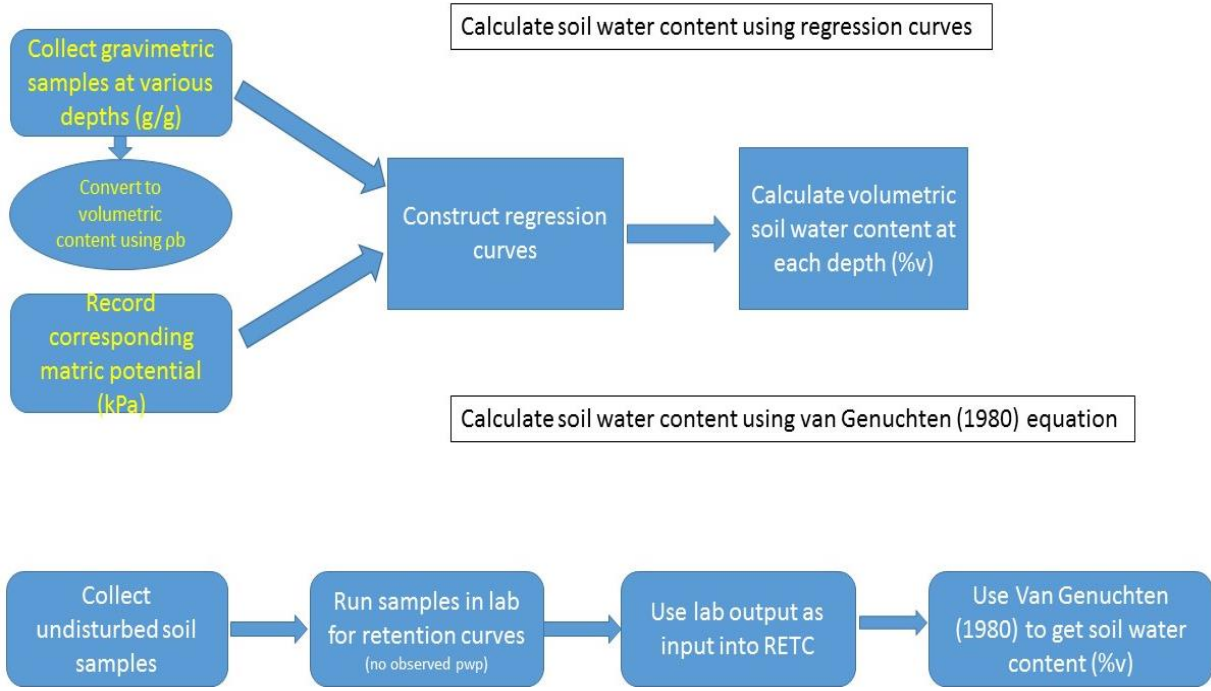 Calculate soil water content using regression curves
Collect gravimetric
samples at various
depths (g/g)
Convert to
volumetric
content using ρb
Record
corresponding
matric potential
(kPa)
Construct regression
curves
Calculate volumetric
soil water content at
each depth (%v)
Calculate soil water content using van Genuchten (1980) equation
Collect
undisturbed soil
samples
Run samples in lab
for retention curves
(no observed pwp)
Use lab output as
input into RETC
Use Van Genuchten
(1980) to get soil water
content (%v)